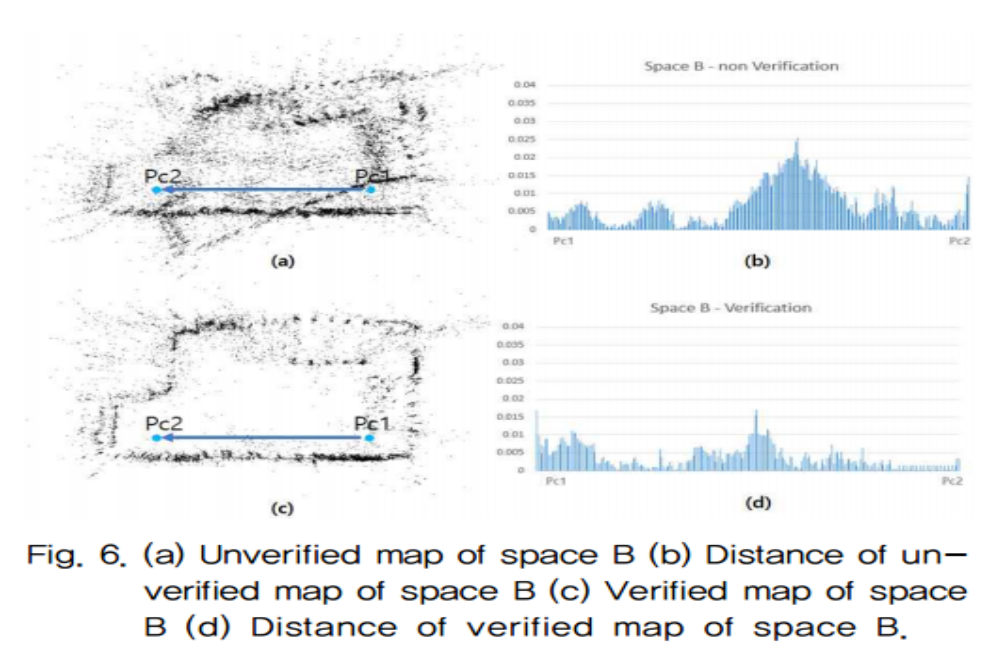 Pc2
Pc1
(a)
Space B - non Verification
0.04
0.035
0.03
0.025
0.02
0.015
0.01
0.005
0
Pc1
Pc2
(b)
Pc2
Pc1
(c)
Space B - Verification
0.04
0.035
0.03
0.025
0.02
0.015
0.01
0.005
0
Pc1
Pc2
(d)
Fig. 6. (a) Unverified map of space B (b) Distance of un-
verified map of space B (c) Verified map of space
B (d) Distance of verified map of space B.